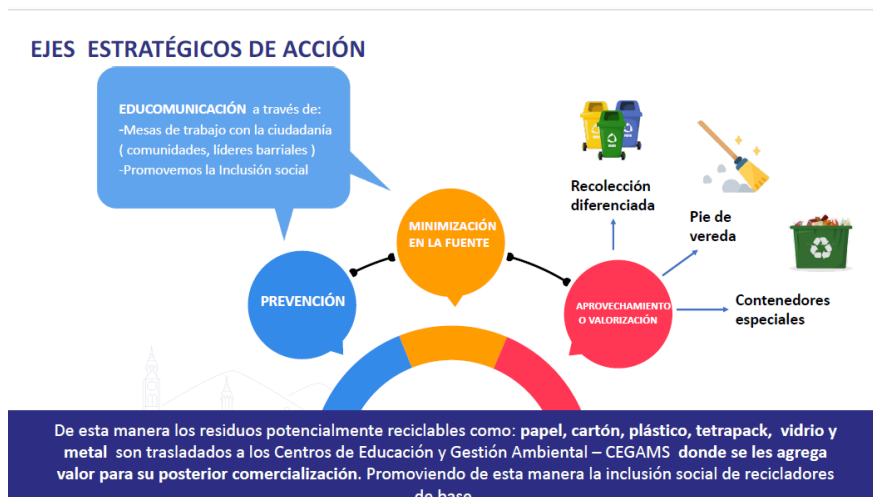 EJES ESTRATÉGICOS DE ACCIÓN
EDUCOMUNICACIÓN a través de:
-Mesas de trabajo con la ciudadanía
( comunidades, líderes barriales )
-Promovemos la Inclusión social
PREVENCIÓN
MINIMIZACIÓN
EN LA FUENTE
APROVECHAMIENTO
O VALORIZACIÓN
Recolección
diferenciada
Pie de
vereda
Contenedores
especiales
De esta manera los residuos potencialmente reciclables como: papel, cartón, plástico, tetrapack, vidrio y
metal son trasladados a los Centros de Educación y Gestión Ambiental – CEGAMS donde se les agrega
valor para su posterior comercialización. Promoviendo de esta manera la inclusión social de recicladores
de base